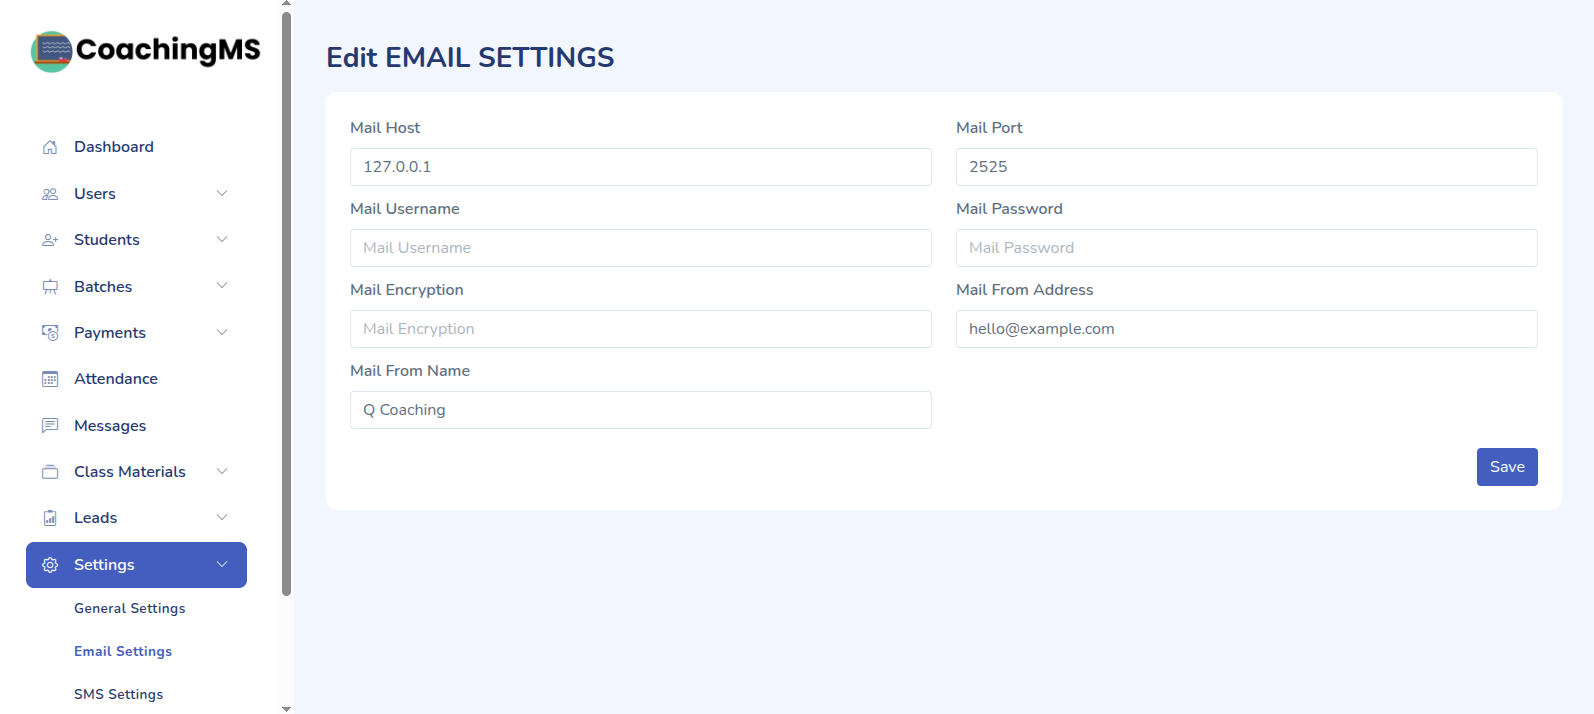 CoachingMS
Dashboard
Users
Students
Batches
Payments
Attendance
Messages
Class Materials
Leads
Settings
General Settings
Email Settings
SMS Settings
Edit EMAIL SETTINGS
Mail Host
127.0.0.1
Mail Port
2525
Mail Username
Mail Username
Mail Password
Mail Password
Mail Encryption
Mail Encryption
Mail From Address
hello@example.com
Mail From Name
Q Coaching
Save